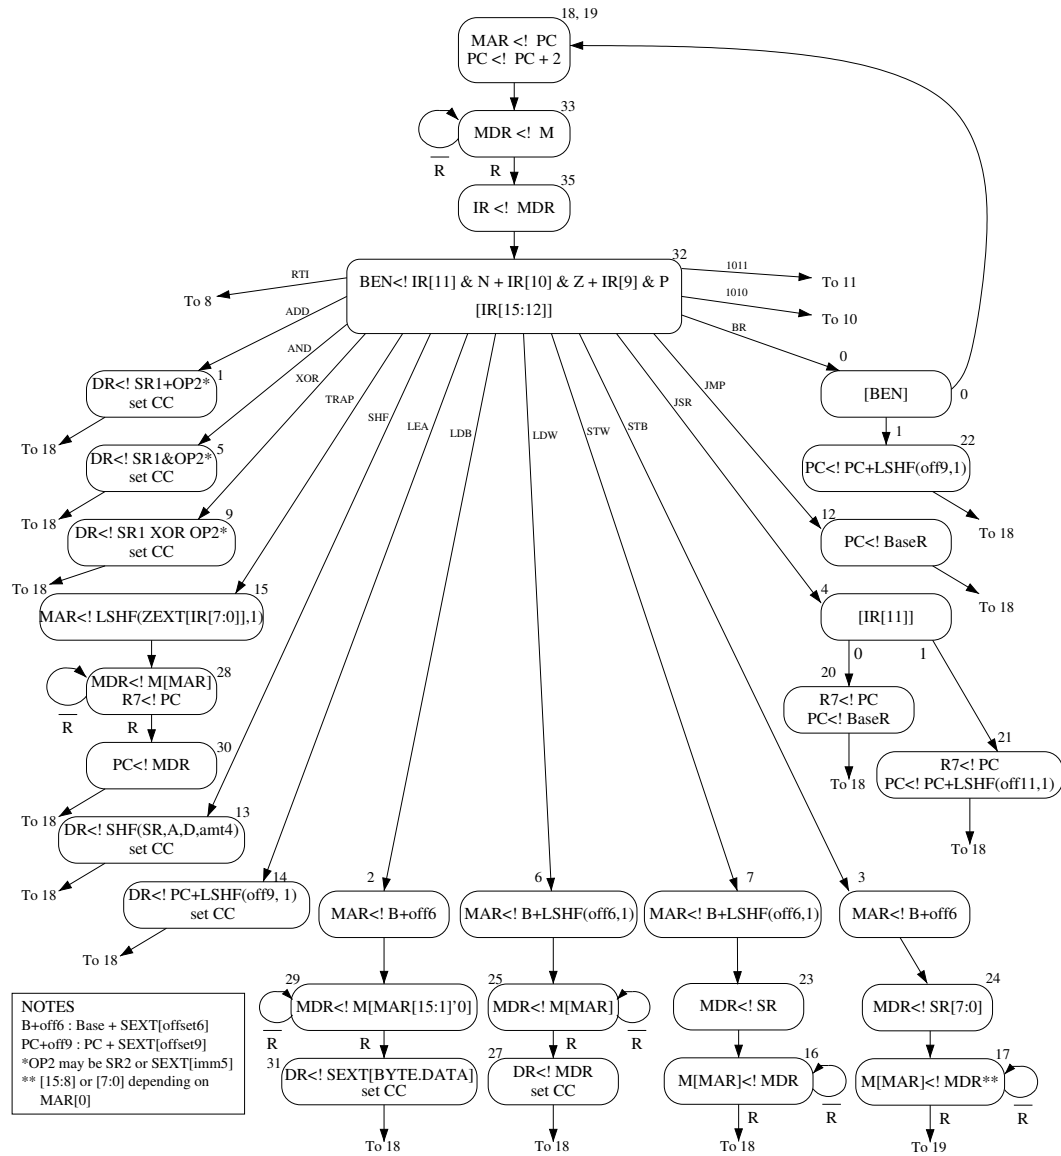 18, 19
MAR <! PC
PC <! PC + 2
33
MDR <! M
R
R
35
IR <! MDR
32
BEN<! IR[11] & N + IR[10] & Z + IR[9] & P
[IR[15:12]]
RTI
To 8
1011
To 11
1010
To 10
ADD
AND
XOR
TRAP
SHF
LEA
LDB
LDW
STW
STB
JSR
JMP
BR
1
DR<! SR1+OP2*
set CC
To 18
5
DR<! SR1&OP2*
set CC
To 18
9
DR<! SR1 XOR OP2*
set CC
To 18
15
MAR<! LSHF(ZEXT[IR[7:0]],1)
28
MDR<! M[MAR]
R7<! PC
R
R
30
PC<! MDR
To 18
13
DR<! SHF(SR,A,D,amt4)
set CC
To 18
14
DR<! PC+LSHF(off9, 1)
set CC
To 18
0
[BEN]
0
1
22
PC<! PC+LSHF(off9,1)
To 18
12
PC<! BaseR
To 18
4
[IR[11]]
0
1
20
R7<! PC
PC<! BaseR
To 18
21
R7<! PC
PC<! PC+LSHF(off11,1)
To 18
2
MAR<! B+off6
6
MAR<! B+LSHF(off6,1)
7
MAR<! B+LSHF(off6,1)
3
MAR<! B+off6
29
MDR<! M[MAR[15:1]'0]
R
R
25
MDR<! M[MAR]
R
R
23
MDR<! SR
24
MDR<! SR[7:0]
31
DR<! SEXT[BYTE.DATA]
set CC
To 18
27
DR<! MDR
set CC
To 18
16
M[MAR]<! MDR
R
R
To 18
17
M[MAR]<! MDR**
R
R
To 19
NOTES
B+off6 : Base + SEXT[offset6]
PC+off9 : PC + SEXT[offset9]
*OP2 may be SR2 or SEXT[imm5]
** [15:8] or [7:0] depending on
MAR[0]